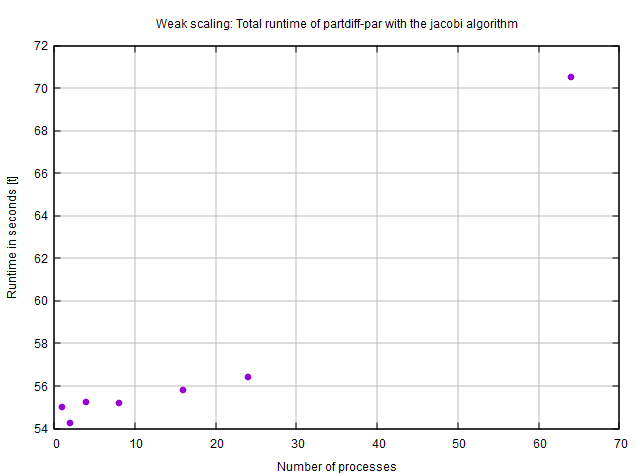 Weak scaling: Total runtime of partdiff-par with the jacobi algorithm
72
70
68
66
64
62
60
58
56
54
0 10 20 30 40 50 60 70
Runtime in seconds [t]
Number of processes